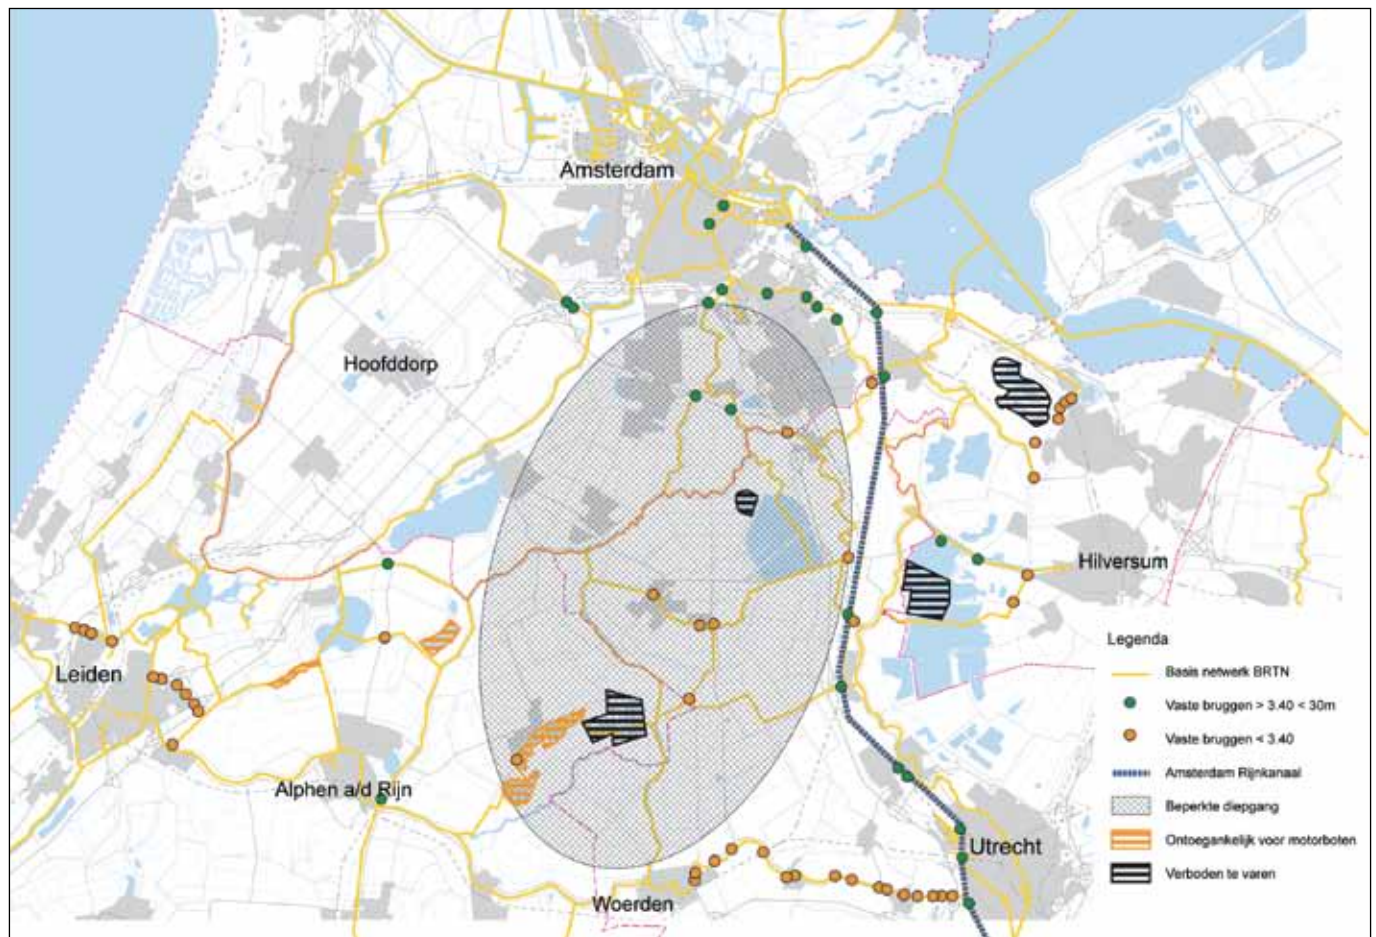 Amsterdam
Hoofddorp
Hilversum
Leiden
Alphen a/d Rijn
Utrecht
Woerden
Legenda
Basis netwerk BRTN
Vaste bruggen > 3.40 < 30m
Vaste bruggen < 3.40
Amsterdam Rijnkanaal
Beperkte diepgang
Ontoegankelijk voor motorboten
Verboden te varen